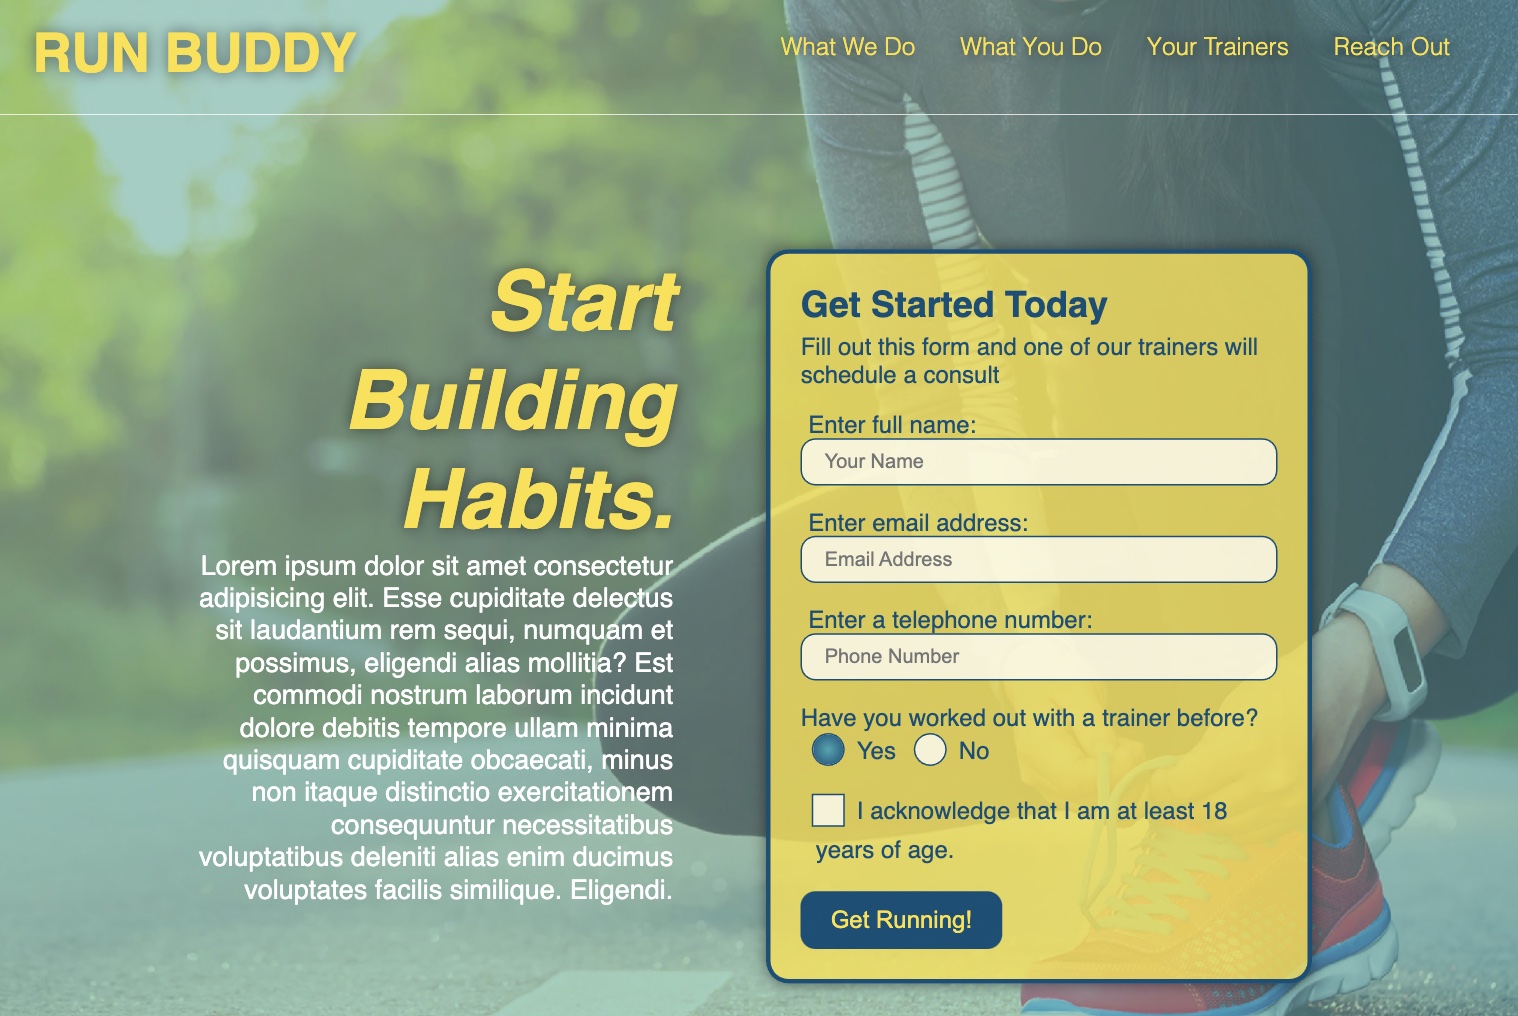 RUN BUDDY
What We Do
What You Do
Your Trainers
Reach Out
Start
Building
Habits.
Lorem ipsum dolor sit amet consectetur
adipisicing elit. Esse cupiditate delectus
sit laudantium rem sequi, numquam et
possimus, eligendi alias mollitia? Est
commodi nostrum laborum incidunt
dolore debitis tempore ullam minima
quisquam cupiditate obcaecati, minus
non itaque distinctio exercitationem
consequuntur necessitatibus
voluptatibus deleniti alias enim ducimus
voluptates facilis similique. Eligendi.
Get Started Today
Fill out this form and one of our trainers will
schedule a consult
Enter full name:
Your Name
Enter email address:
Email Address
Enter a telephone number:
Phone Number
Have you worked out with a trainer before?
Yes No
I acknowledge that I am at least 18
years of age.
Get Running!